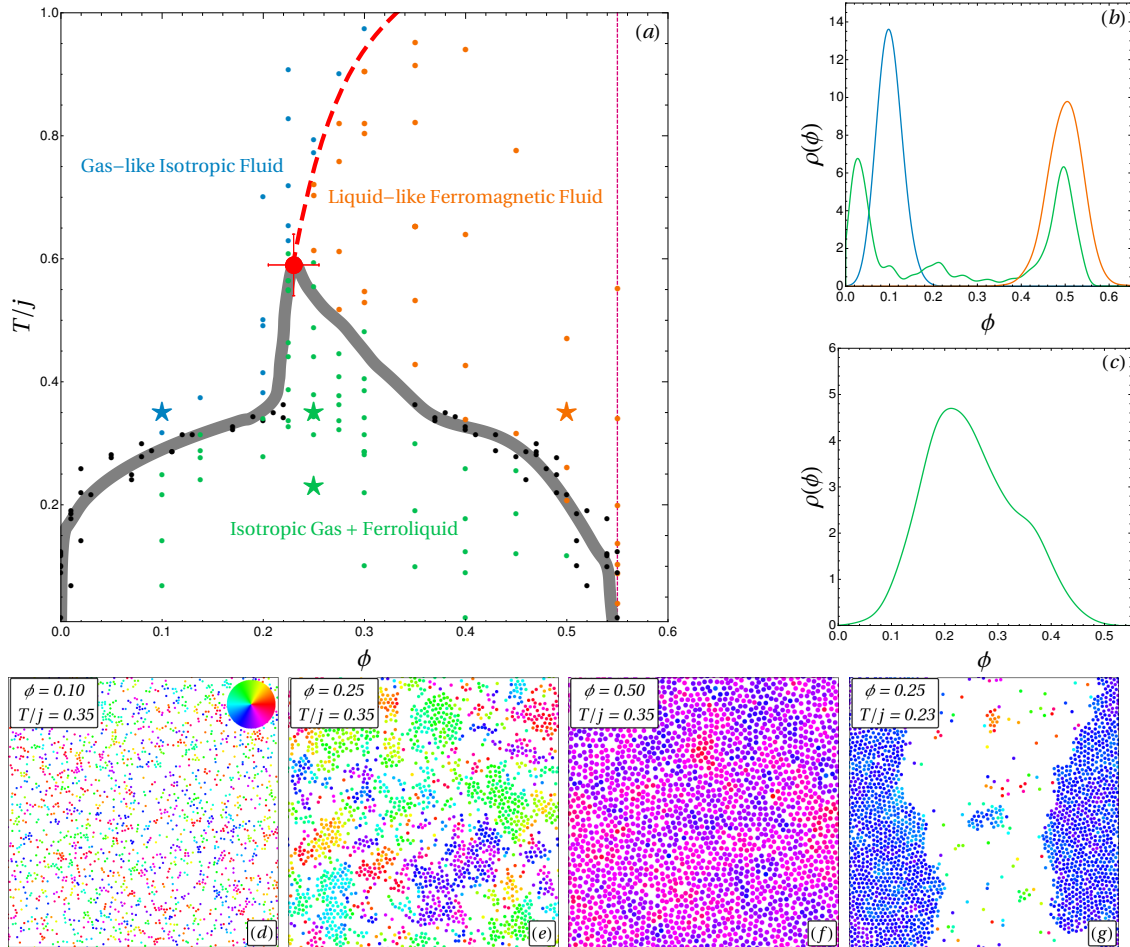 (a)
1.0
0.8
0.6
0.4
0.2
T/j
Gas–like Isotropic Fluid
Liquid–like Ferromagnetic Fluid
Isotropic Gas + Ferroliquid
0.0 0.1 0.2 0.3 0.4 0.5 0.6
ϕ
(b)
14
12
10
8
6
4
2
0
ρ(ϕ)
0.0 0.1 0.2 0.3 0.4 0.5 0.6
ϕ
(c)
6
5
4
3
2
1
0
ρ(ϕ)
0.0 0.1 0.2 0.3 0.4 0.5
ϕ
ϕ = 0.10
T/j = 0.35
(d)
ϕ = 0.25
T/j = 0.35
(e)
ϕ = 0.50
T/j = 0.35
(f)
ϕ = 0.25
T/j = 0.23
(g)